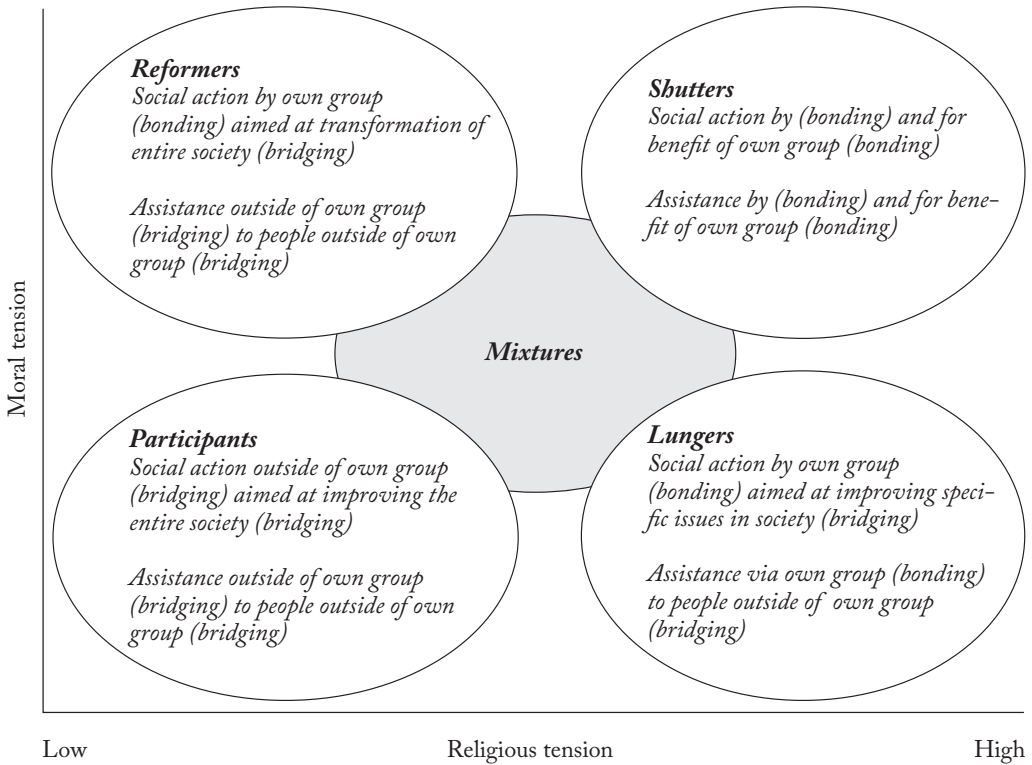 Reformers
Social action by own group
(bonding) aimed at transformation of
entire society (bridging)
Assistance outside of own group
(bridging) to people outside of own
group (bridging)
Shutters
Social action by (bonding) and for
benefit of own group (bonding)
Assistance by (bonding) and for bene-
fit of own group (bonding)
Moral tension
Mixtures
Participants
Social action outside of own group
(bridging) aimed at improving the
entire society (bridging)
Assistance outside of own group
(bridging) to people outside of own
group (bridging)
Lungers
Social action by own group
(bonding) aimed at improving speci-
fic issues in society (bridging)
Assistance via own group (bonding)
to people outside of own group
(bridging)
Low
Religious tension
High